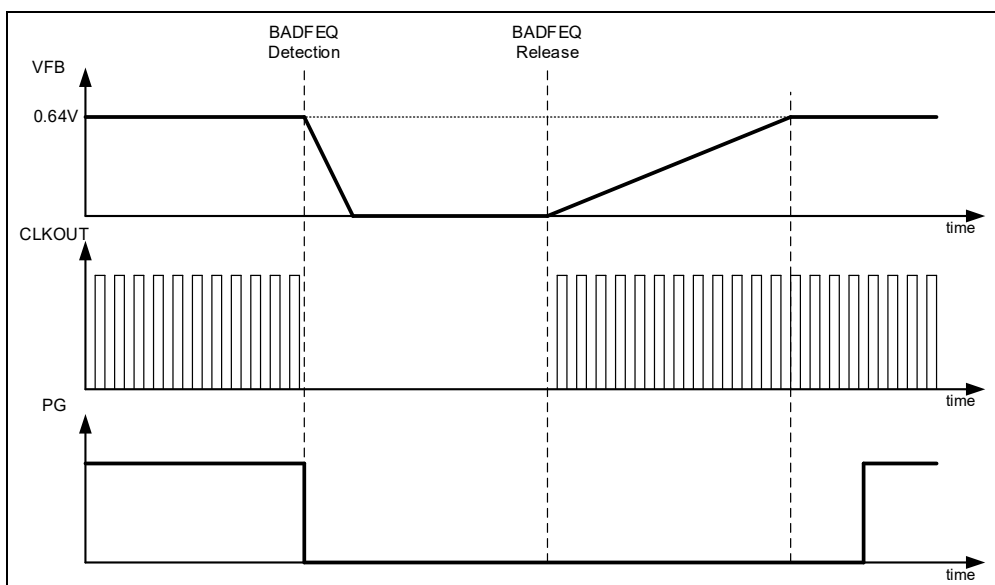 BADFEQ
Detection
BADFEQ
Release
VFB
0.64V
time
CLKOUT
time
PG
time